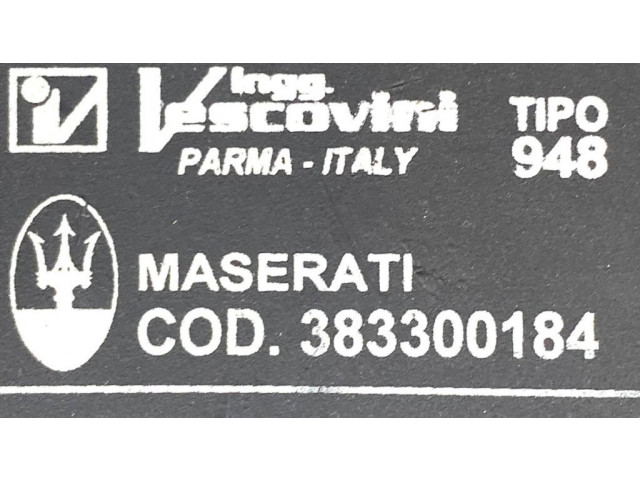 ingg.
Vescovini
PARMA - ITALY
TIPO
948
MASERATI
COD. 383300184